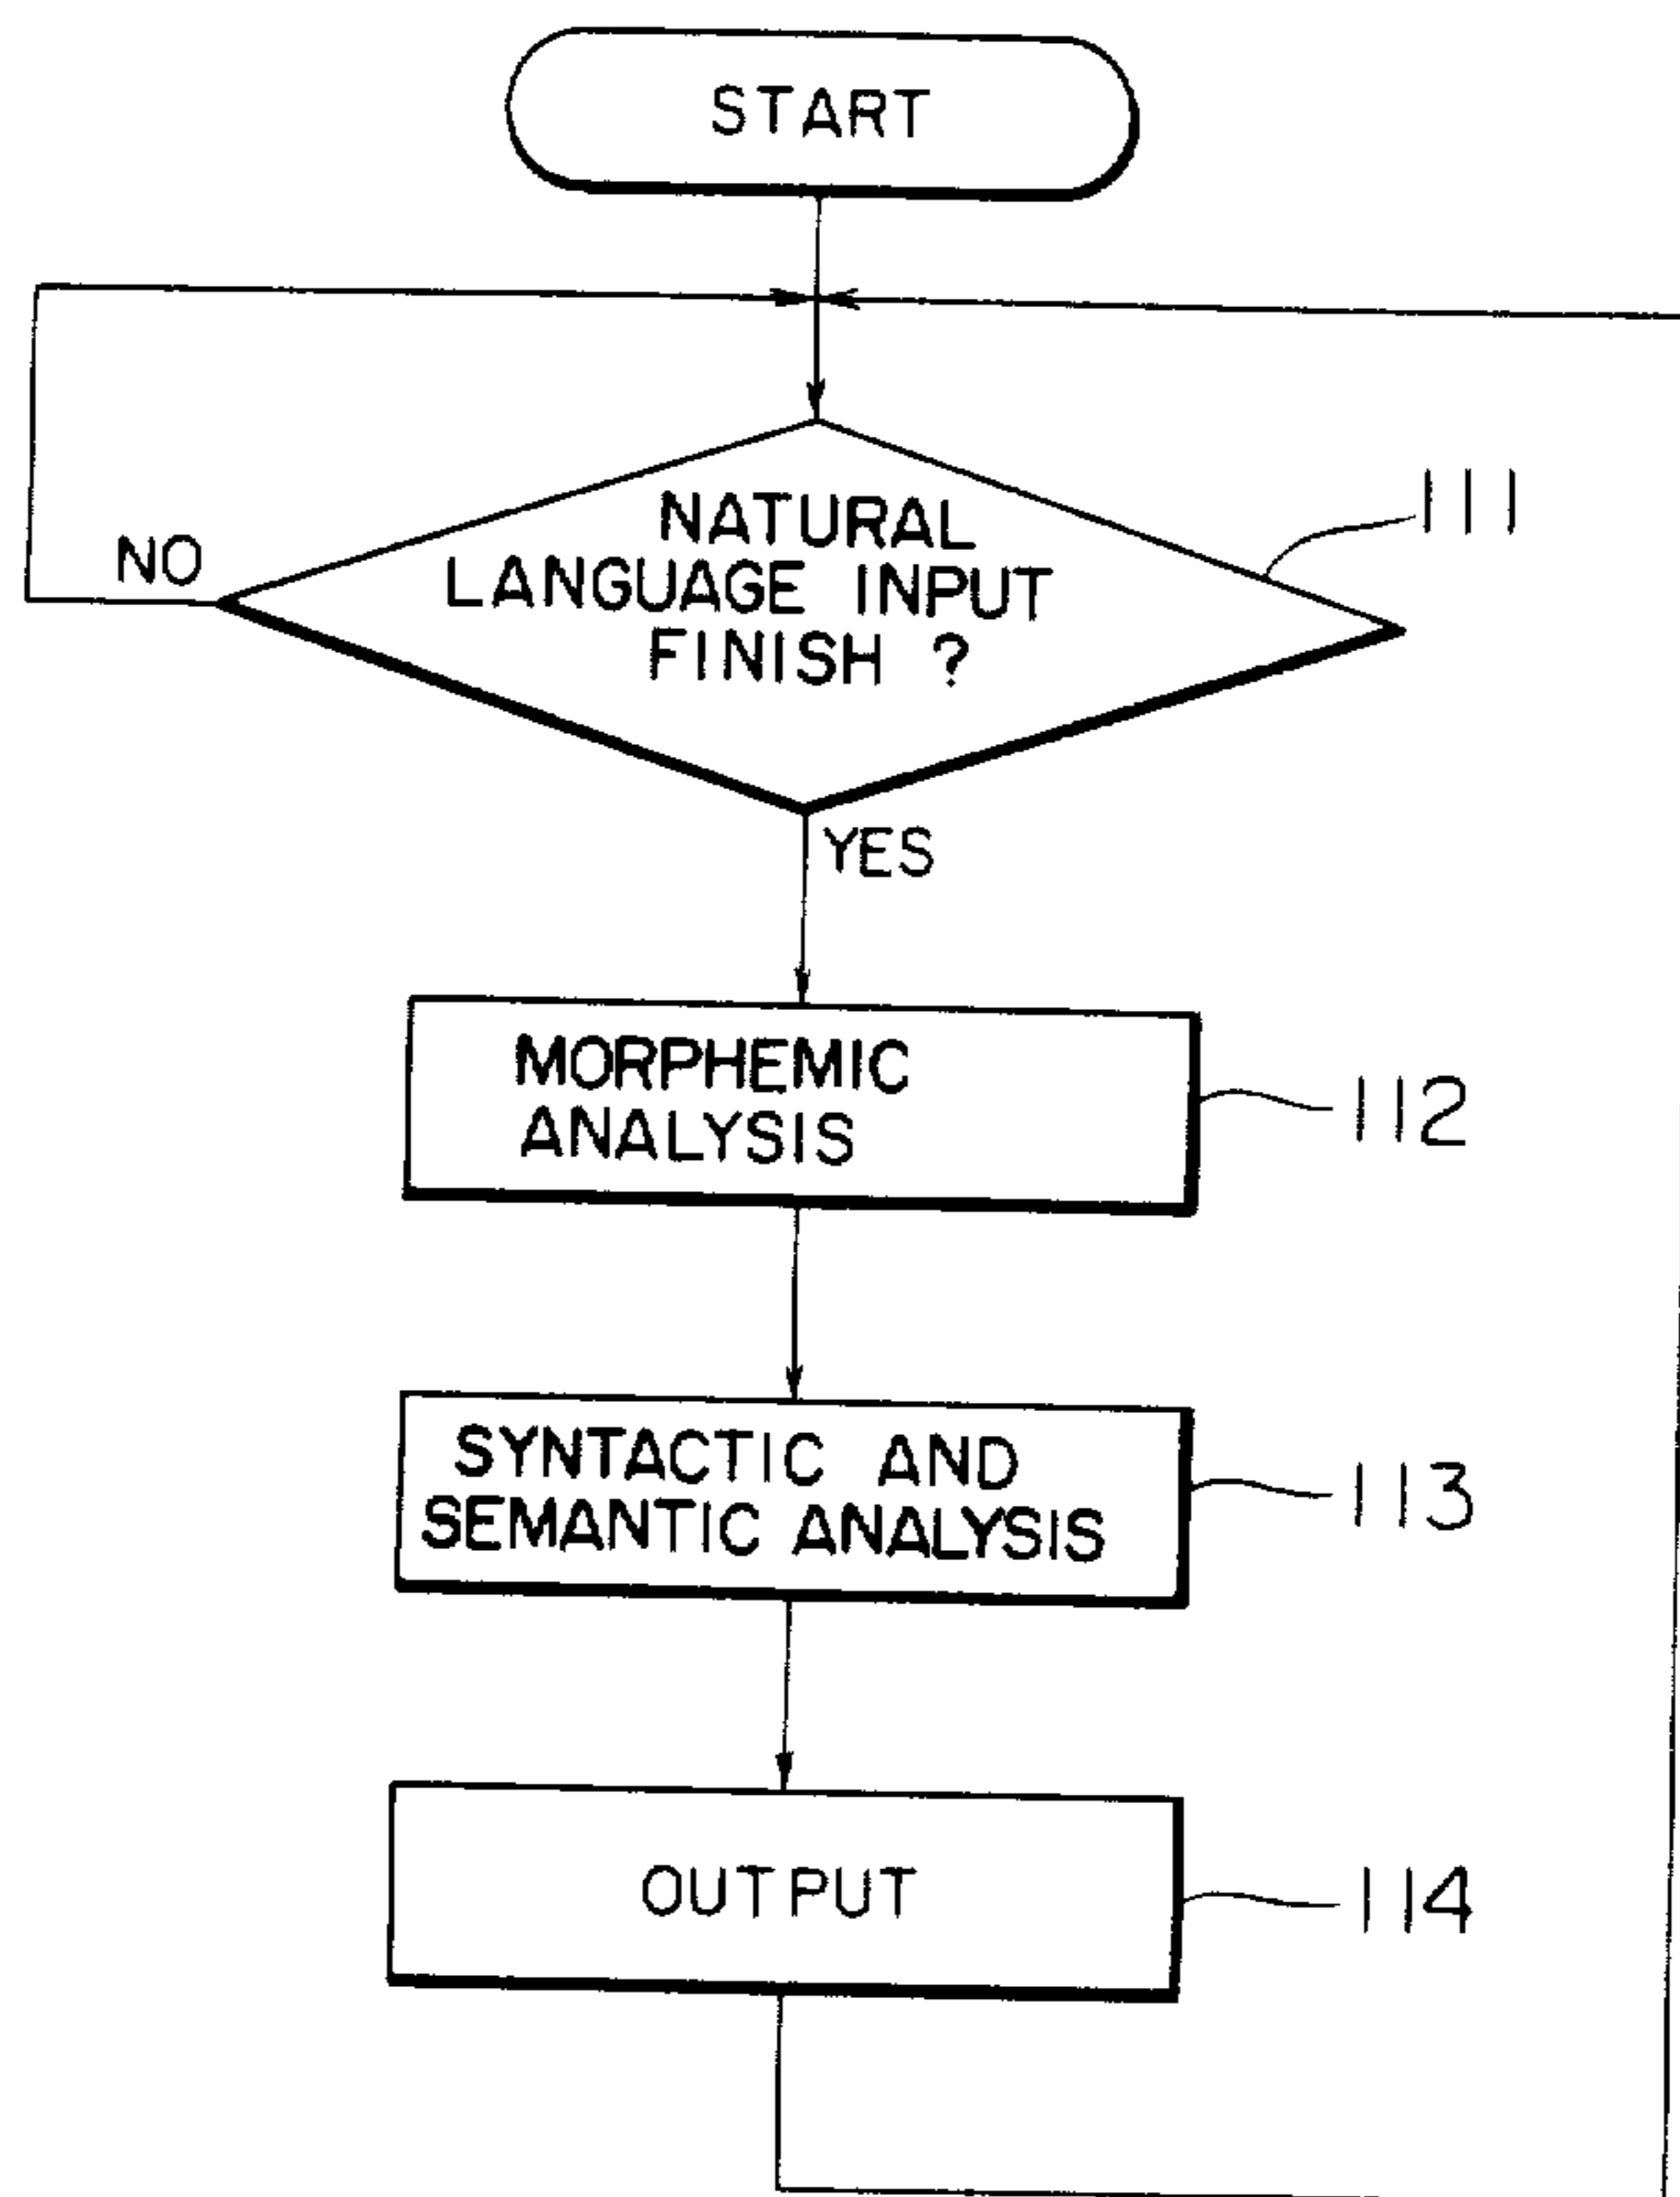 START
NATURAL
LANGUAGE INPUT
FINISH ?
111
NO
YES
MORPHEMIC
ANALYSIS
112
SYNTACTIC AND
SEMANTIC ANALYSIS
113
OUTPUT
114